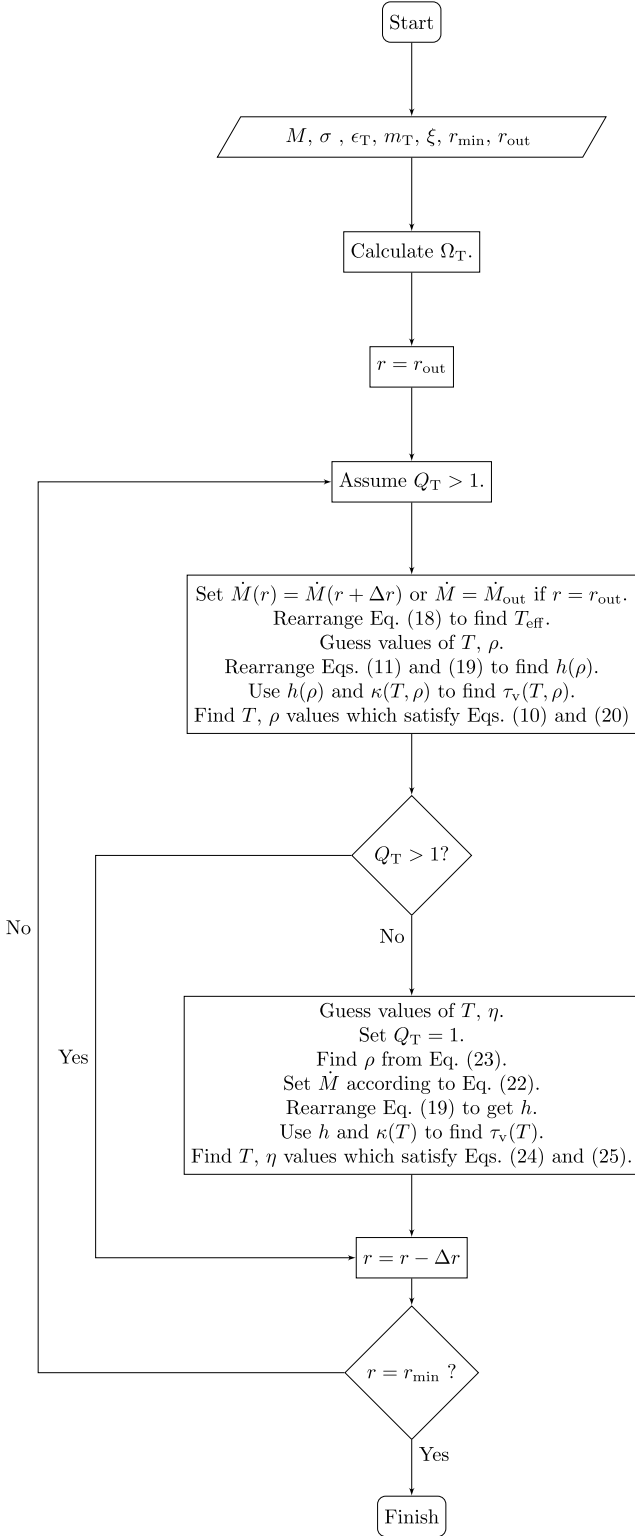 Start
M, σ , ϵ_T, m_T, ξ, r_min, r_out
Calculate Ω_T.
r = r_out
Assume Q_T > 1.
Set Ṁ(r) = Ṁ(r + Δr) or Ṁ = Ṁ_out if r = r_out.
Rearrange Eq. (18) to find T_eff.
Guess values of T, ρ.
Rearrange Eqs. (11) and (19) to find h(ρ).
Use h(ρ) and κ(T, ρ) to find τ_v(T, ρ).
Find T, ρ values which satisfy Eqs. (10) and (20)
Q_T > 1?
No
No
Yes
Guess values of T, η.
Set Q_T = 1.
Find ρ from Eq. (23).
Set Ṁ according to Eq. (22).
Rearrange Eq. (19) to get h.
Use h and κ(T) to find τ_v(T).
Find T, η values which satisfy Eqs. (24) and (25).
r = r − Δr
r = r_min ?
Yes
Finish